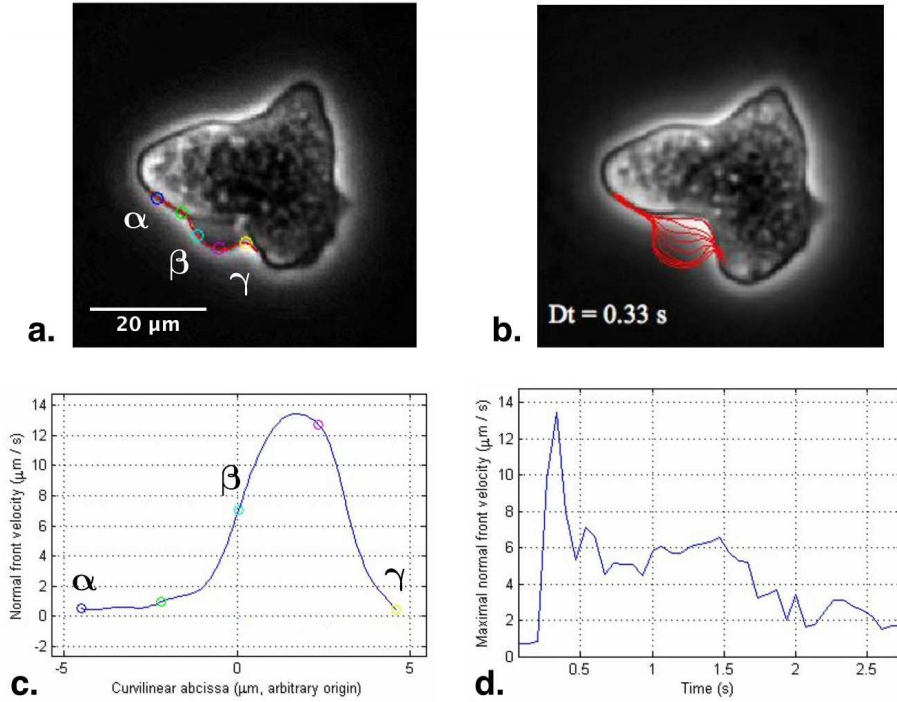 α
β
γ
20 µm
a.
Dt = 0.33 s
b.
14
12
10
8
6
4
2
0
-2
Normal front velocity (µm / s)
α
β
γ
-5
0
5
Curvilinear abcissa (µm, arbitrary origin)
c.
14
12
10
8
6
4
2
0
Maximal normal front velocity (µm / s)
0.5
1
1.5
2
2.5
Time (s)
d.